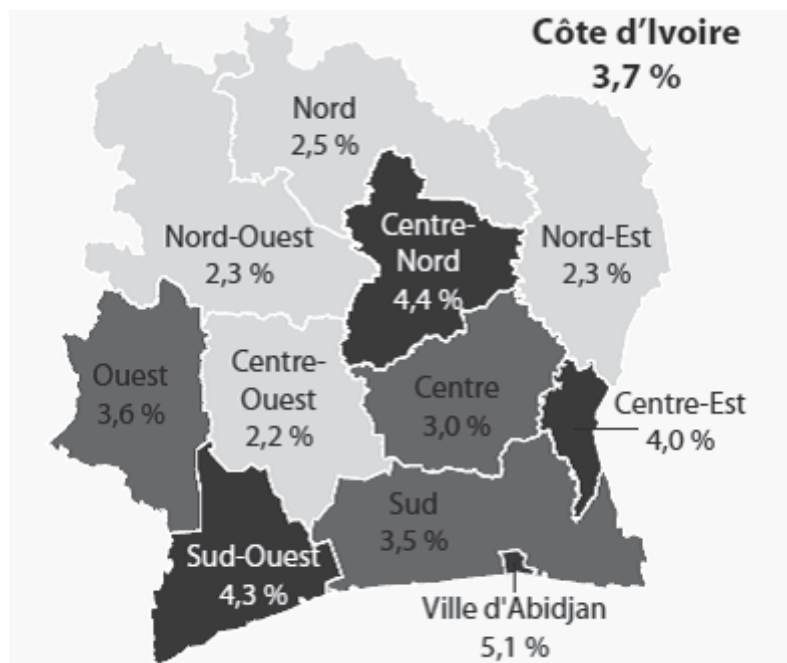 Côte d’Ivoire
3,7 %
Nord
2,5 %
Nord-Ouest
2,3 %
Centre-
Nord
4,4 %
Nord-Est
2,3 %
Ouest
3,6 %
Centre-
Ouest
2,2 %
Centre
3,0 %
Centre-Est
4,0 %
Sud
3,5 %
Sud-Ouest
4,3 %
Ville d'Abidjan
5,1 %